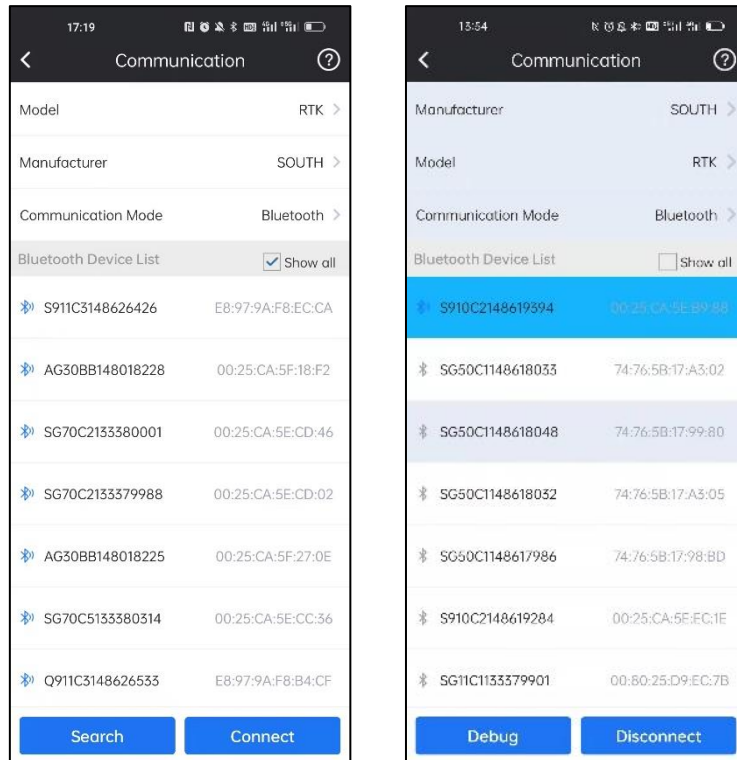 17:19
Communication
Model RTK
Manufacturer SOUTH
Communication Mode Bluetooth
Bluetooth Device List Show all
S911C3148626426 E8:97:9A:F8:EC:CA
AG30BB148018228 00:25:CA:5F:18:F2
SG70C2133380001 00:25:CA:5E:CD:46
SG70C2133379988 00:25:CA:5E:CD:02
AG30BB148018225 00:25:CA:5F:27:0E
SG70C5133380314 00:25:CA:5E:CC:36
Q911C3148626533 E8:97:9A:F8:B4:CF
Search Connect
13:54
Communication
Manufacturer SOUTH
Model RTK
Communication Mode Bluetooth
Bluetooth Device List Show all
S910C2148619394 00:25:CA:5E:B9:88
SG50C1148618033 74:76:5B:17:A3:02
SG50C1148618048 74:76:5B:17:99:80
SG50C1148618032 74:76:5B:17:A3:05
SG50C1148617986 74:76:5B:17:98:BD
S910C2148619284 00:25:CA:5E:EC:1E
SG11C1133379901 00:80:25:D9:EC:7B
Debug Disconnect